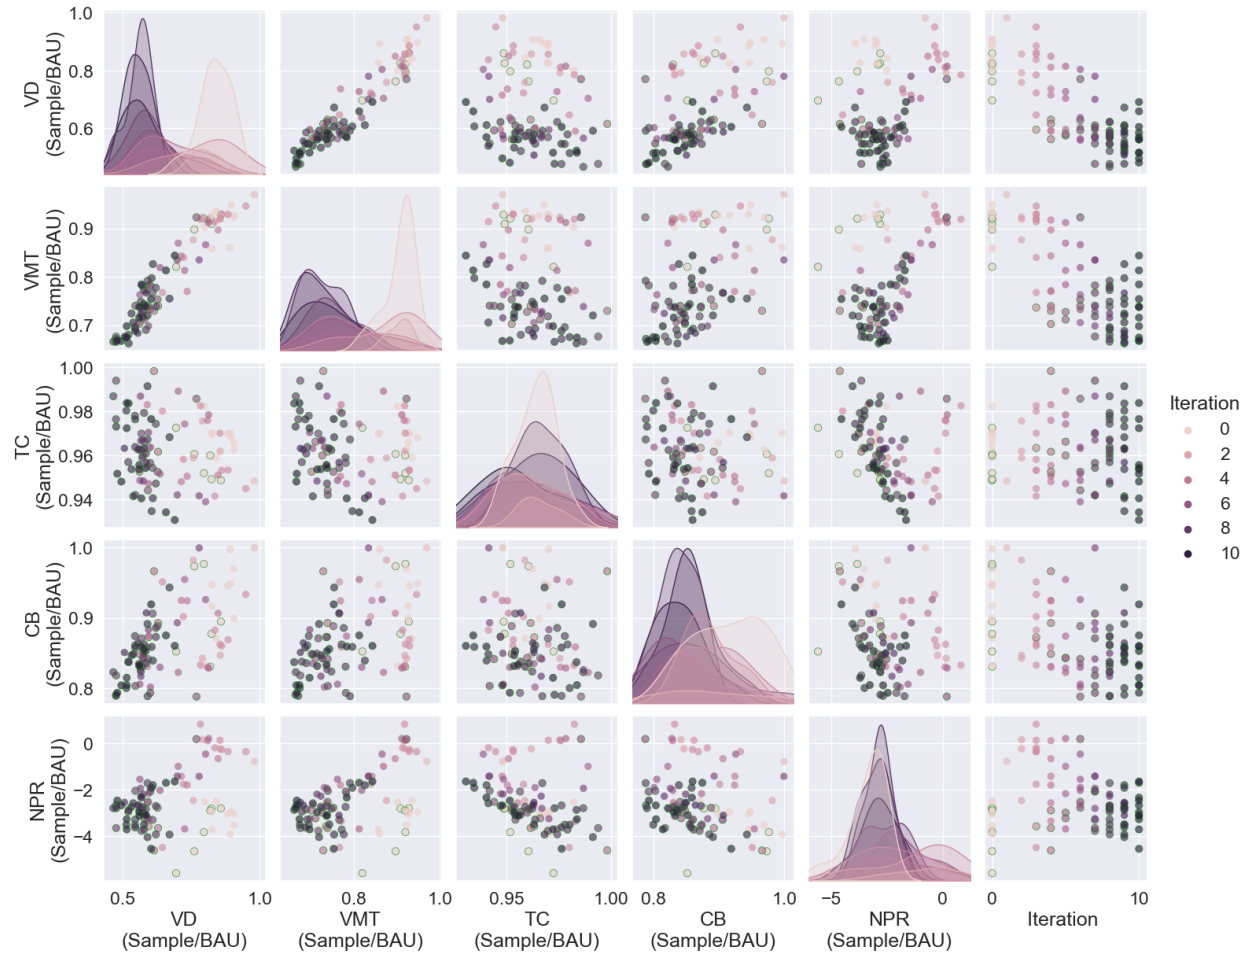 1.0
0.8
0.6
VD
(Sample/BAU)
0.9
0.8
0.7
VMT
(Sample/BAU)
1.00
0.98
0.96
0.94
TC
(Sample/BAU)
1.0
0.9
0.8
CB
(Sample/BAU)
0
−2
−4
NPR
(Sample/BAU)
0.5 1.0
VD
(Sample/BAU)
0.8 1.0
VMT
(Sample/BAU)
0.95 1.00
TC
(Sample/BAU)
0.8 1.0
CB
(Sample/BAU)
−5 0
NPR
(Sample/BAU)
0 10
Iteration
Iteration
0
2
4
6
8
10